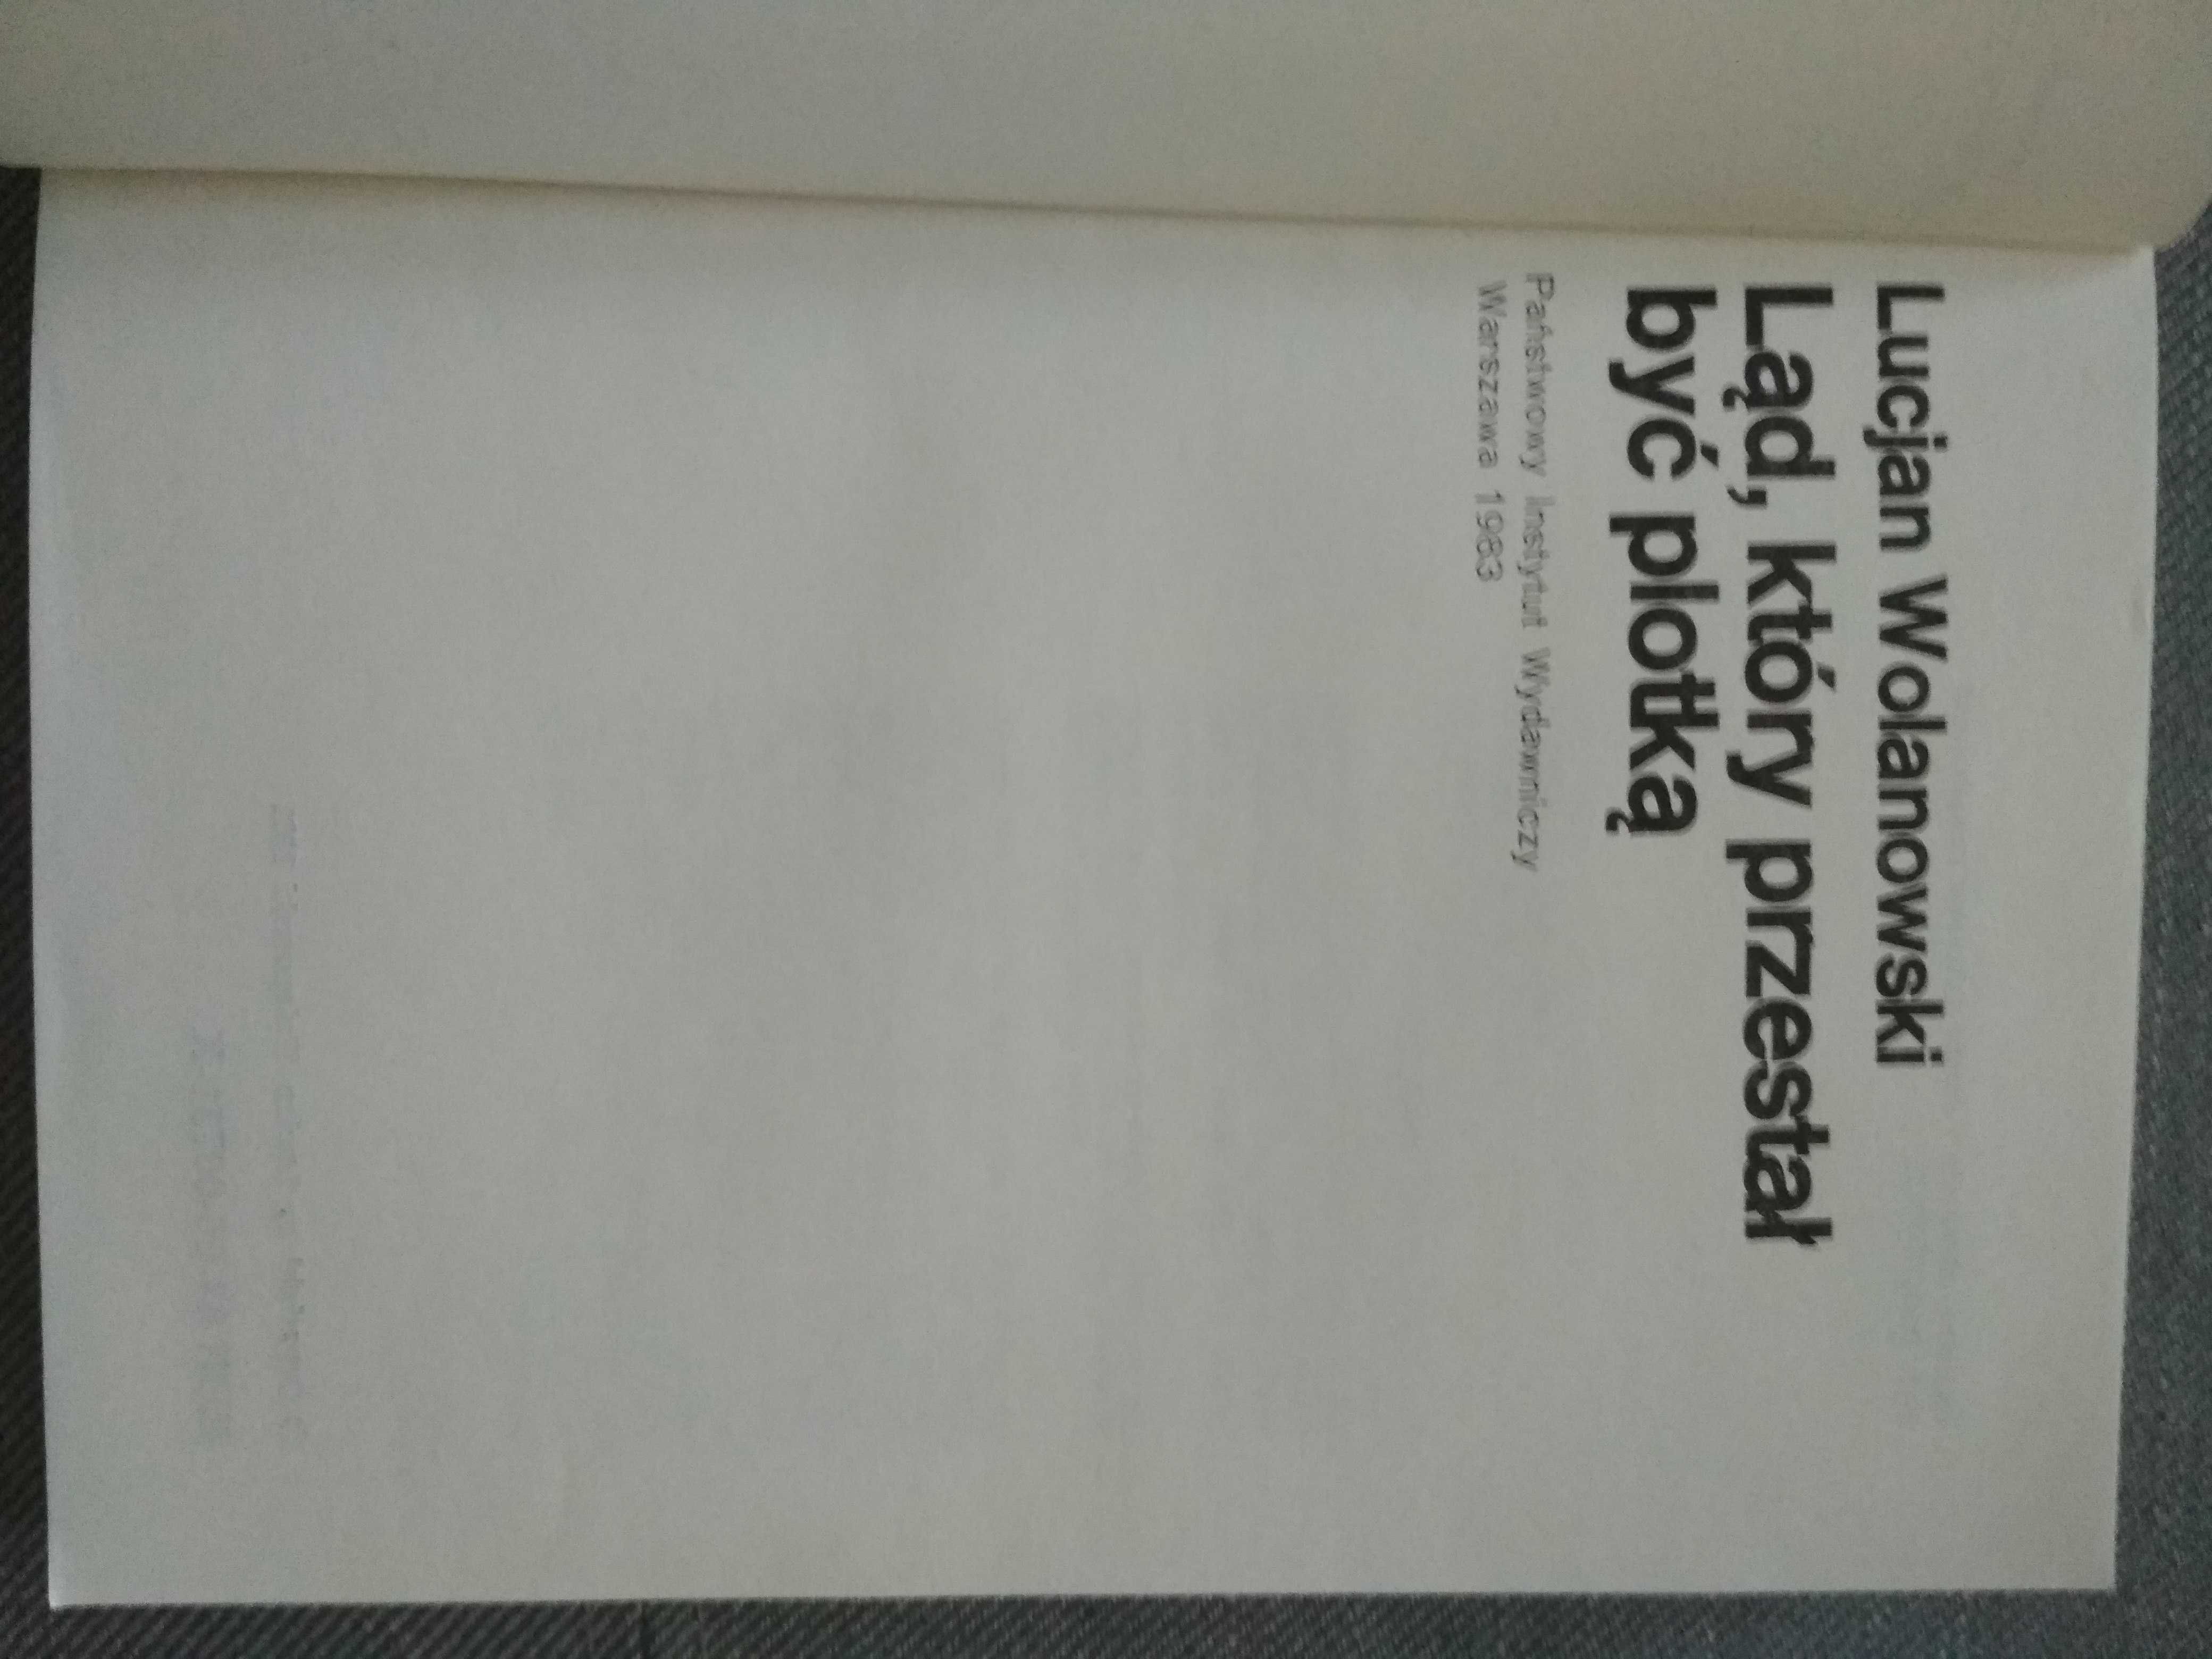 Lucjan Wolanowski
Ląd, który przestał
być plotką
Państwowy Instytut Wydawniczy
Warszawa 1983